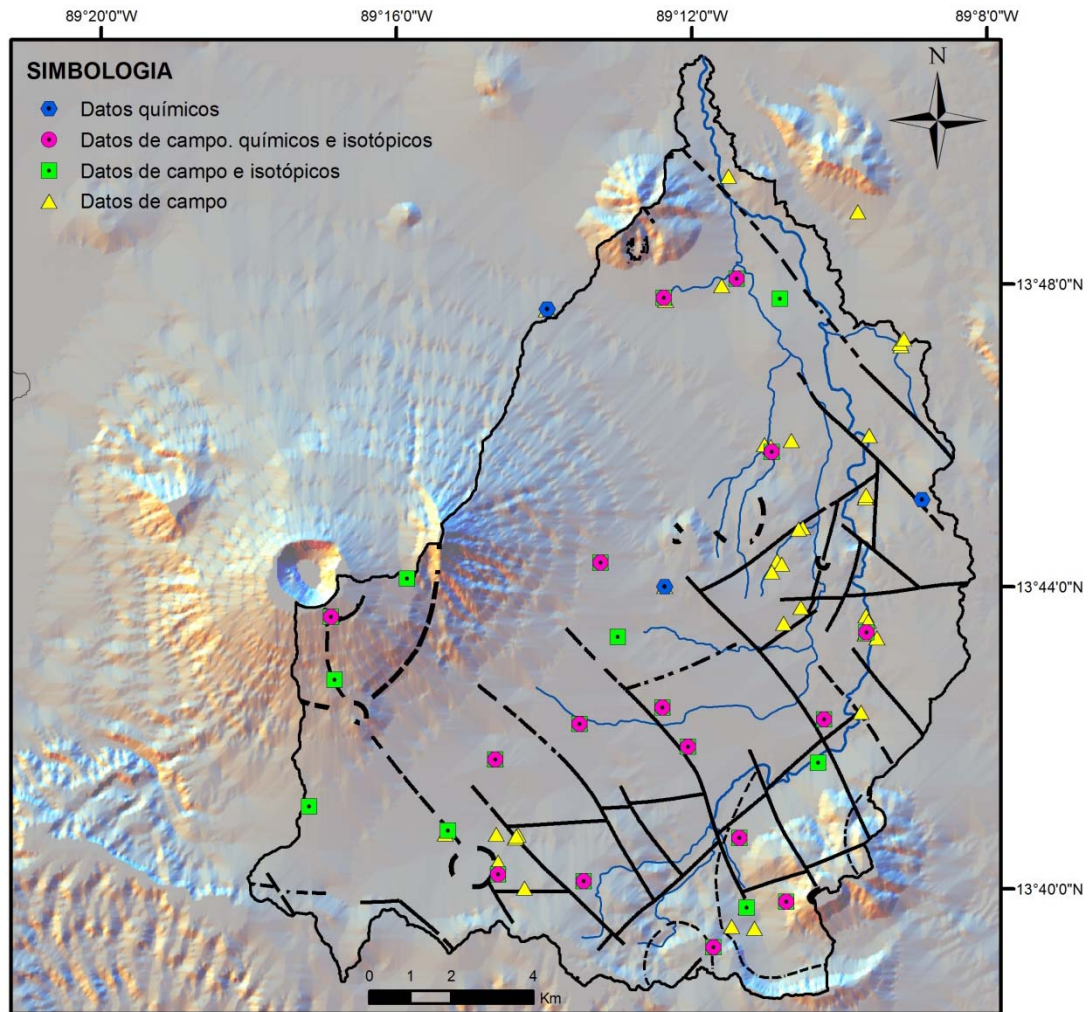 89°20'0"W 89°16'0"W 89°12'0"W 89°8'0"W
SIMBOLOGIA
Datos químicos
Datos de campo. químicos e isotópicos
Datos de campo e isotópicos
Datos de campo
N
13°48'0"N
13°44'0"N
13°40'0"N
0 1 2 4
Km